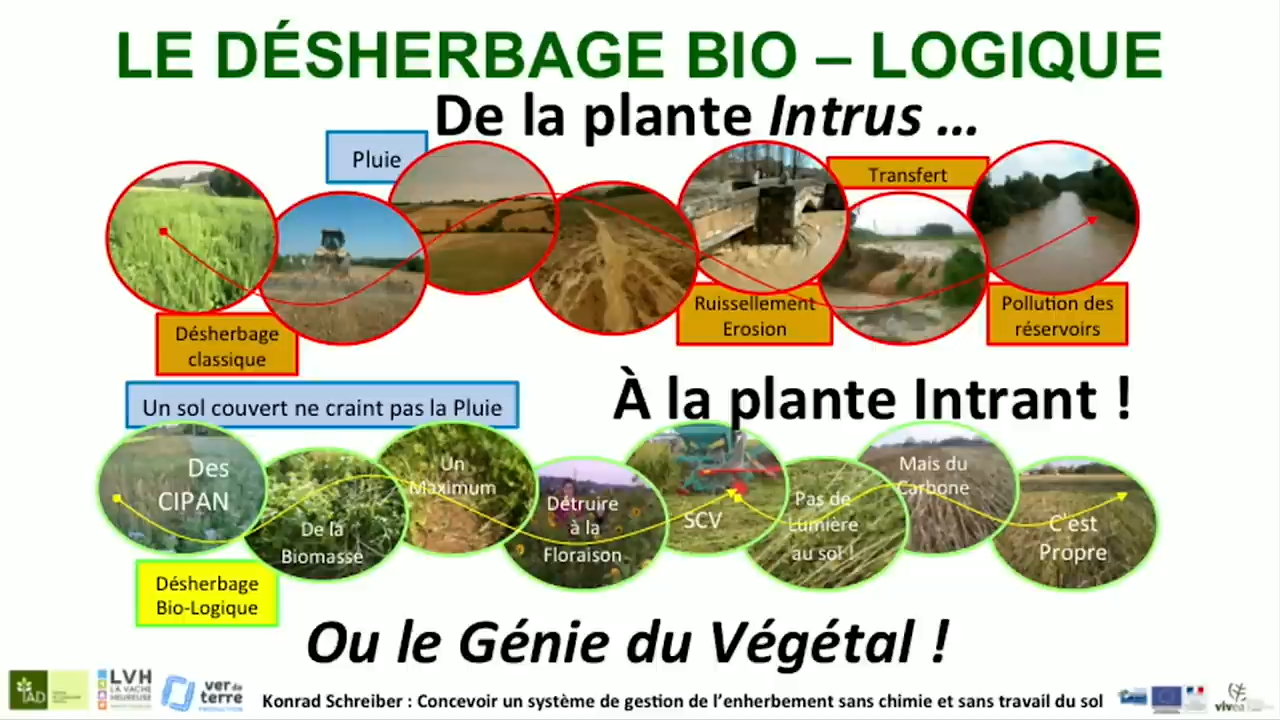 LE DÉSHERBAGE BIO – LOGIQUE
De la plante Intrus ...
Pluie
Transfert
Désherbage
classique
Ruissellement
Erosion
Pollution des
réservoirs
Un sol couvert ne craint pas la Pluie
À la plante Intrant !
Des
CIPAN
De la
Biomasse
Un
Maximum
Détruire
à la
Floraison
SCV
Pas de
Lumière
au sol !
Mais du
Carbone
C'est
Propre
Désherbage
Bio-Logique
Ou le Génie du Végétal !
IAD
LVH
LA VACHE
HEUREUSE
ver de
terre
PRODUCTION
Konrad Schreiber : Concevoir un système de gestion de l'enherbement sans chimie et sans travail du sol
vivea